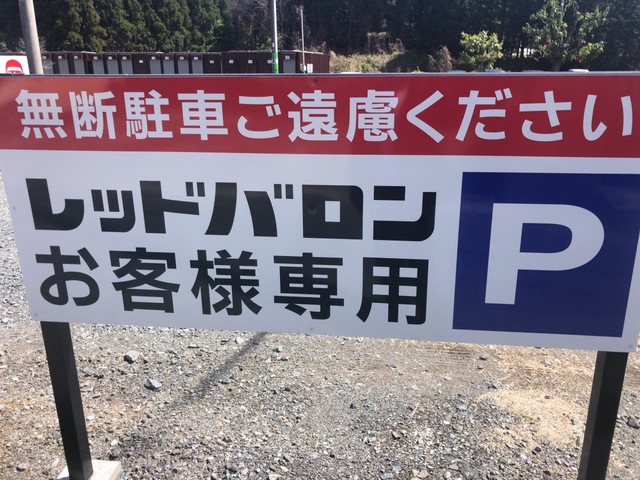 無断駐車ご遠慮ください
レッドバロン
お客様専用
P